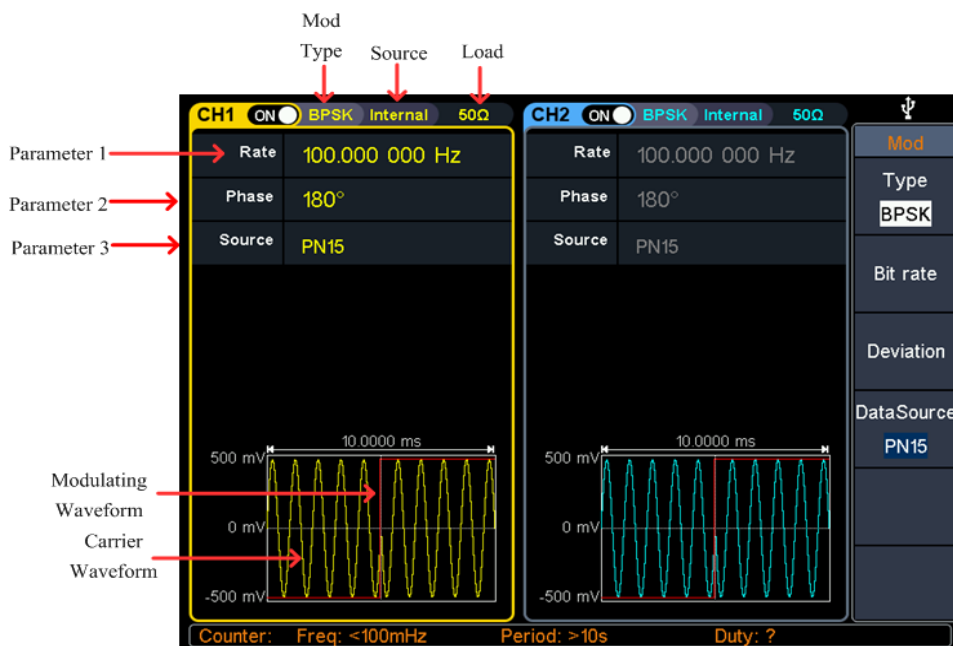 Mod
Type Source Load
CH1 ON BPSK Internal 50Ω
CH2 ON BPSK Internal 50Ω
Parameter 1
Rate 100.000 000 Hz
Parameter 2
Phase 180°
Parameter 3
Source PN15
Rate 100.000 000 Hz
Phase 180°
Source PN15
Mod
Type
BPSK
Bit rate
Deviation
DataSource
PN15
10.0000 ms
500 mV
0 mV
-500 mV
Modulating
Waveform
Carrier
Waveform
10.0000 ms
500 mV
0 mV
-500 mV
Counter: Freq: <100mHz Period: >10s Duty: ?